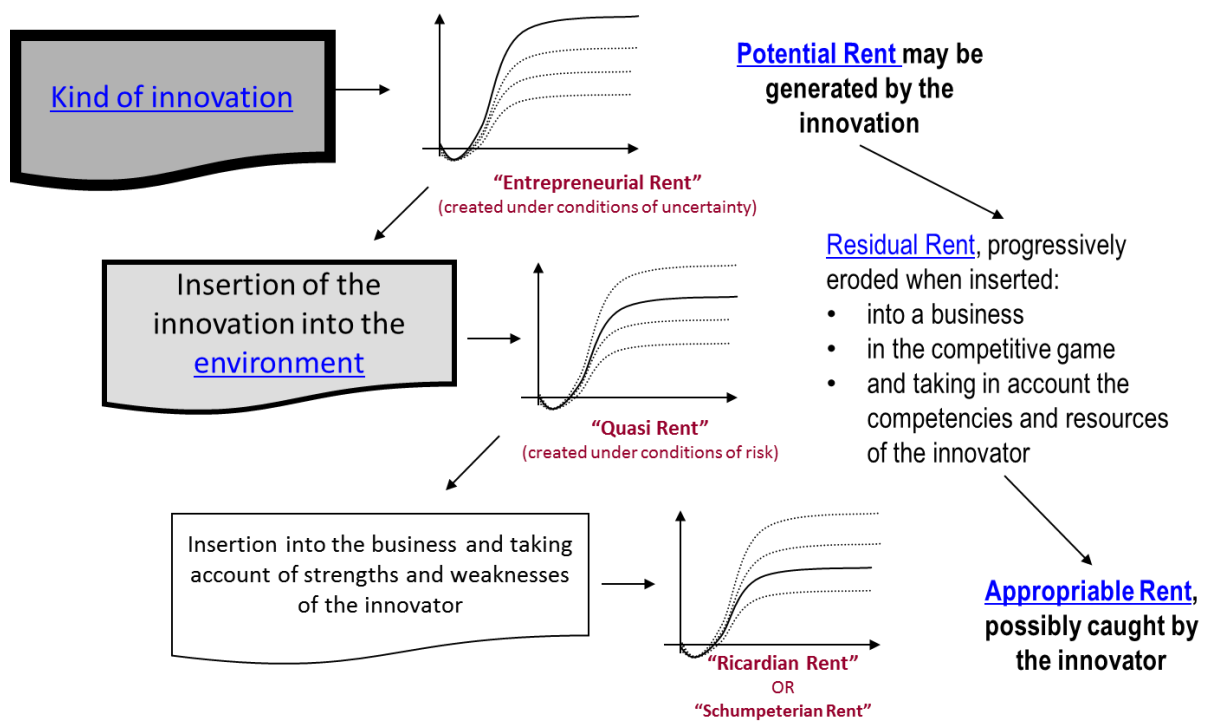 Kind of innovation
“Entrepreneurial Rent”
(created under conditions of uncertainty)
Potential Rent may be
generated by the
innovation
Insertion of the
innovation into the
environment
“Quasi Rent”
(created under conditions of risk)
Residual Rent, progressively
eroded when inserted:
• into a business
• in the competitive game
• and taking in account the
competencies and resources
of the innovator
Insertion into the business and taking
account of strengths and weaknesses
of the innovator
“Ricardian Rent”
OR
“Schumpeterian Rent”
Appropriable Rent,
possibly caught by
the innovator